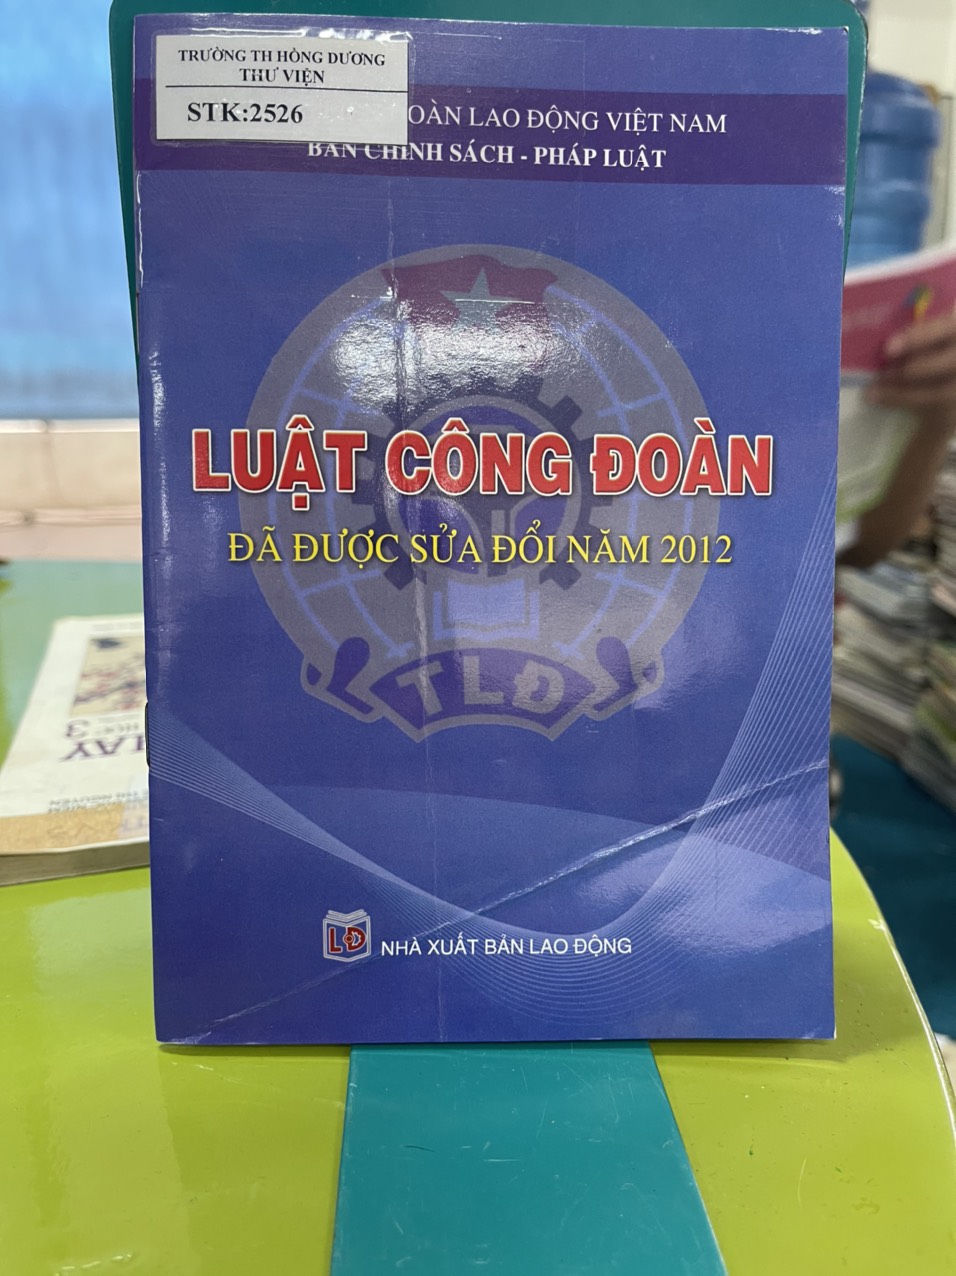 TRƯỜNG TH HỒNG DƯƠNG
THƯ VIỆN
STK:2526
OÀN LAO ĐỘNG VIỆT NAM
BAN CHÍNH SÁCH - PHÁP LUẬT
LUẬT CÔNG ĐOÀN
ĐÃ ĐƯỢC SỬA ĐỔI NĂM 2012
TLĐ
LĐ
NHÀ XUẤT BẢN LAO ĐỘNG